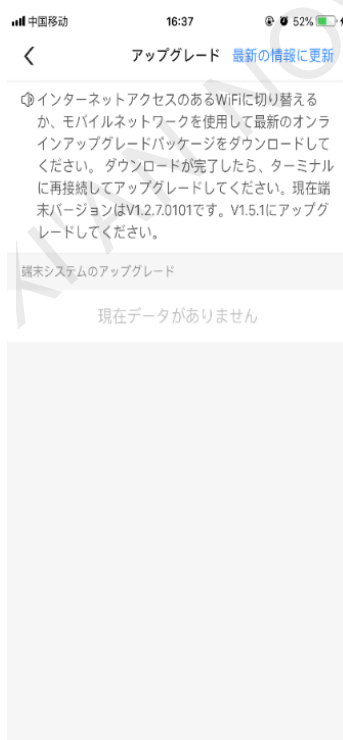 中国移动 16:37 52%
アップグレード 最新の情報に更新
インターネットアクセスのあるWiFiに切り替える
か、モバイルネットワークを使用して最新のオンラ
インアップグレードパッケージをダウンロードして
ください。 ダウンロードが完了したら、ターミナル
に再接続してアップグレードしてください。現在端
末バージョンはV1.2.7.0101です。V1.5.1にアップグ
レードしてください。
端末システムのアップグレード
現在データがありません
XI'AN NO